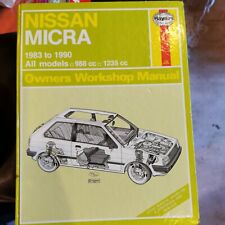 NISSAN
MICRA
Haynes
1983 to 1990
All models □ 988 cc □ 1235 cc
Owners Workshop Manual